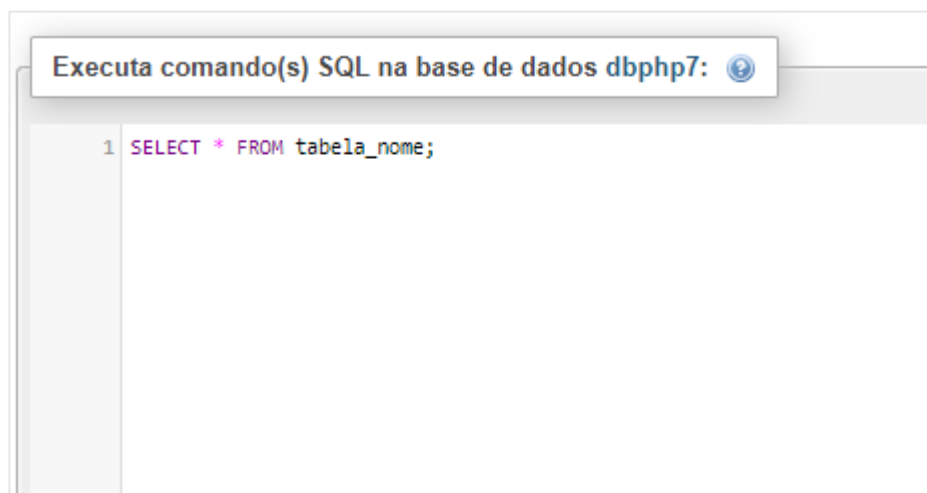 Executa comando(s) SQL na base de dados dbphp7:
1 SELECT * FROM tabela_nome;